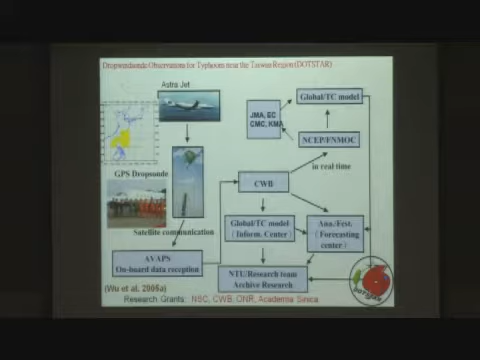 Dropwindsonde Observations for Typhoons near the Taiwan Region (DOTSTAR)
Astra Jet
Global/TC model
JMA, EC
CMC, KMA
NCEP/FNMOC
in real time
GPS Dropsonde
CWB
Satellite communication
Global/TC model
( Inform. Center )
Ana./Fest.
( Forecasting
center )
AVAPS
On-board data reception
NTU/Research team
Archive Research
(Wu et al. 2005a)
Research Grants: NSC, CWB, ONR, Academia Sinica